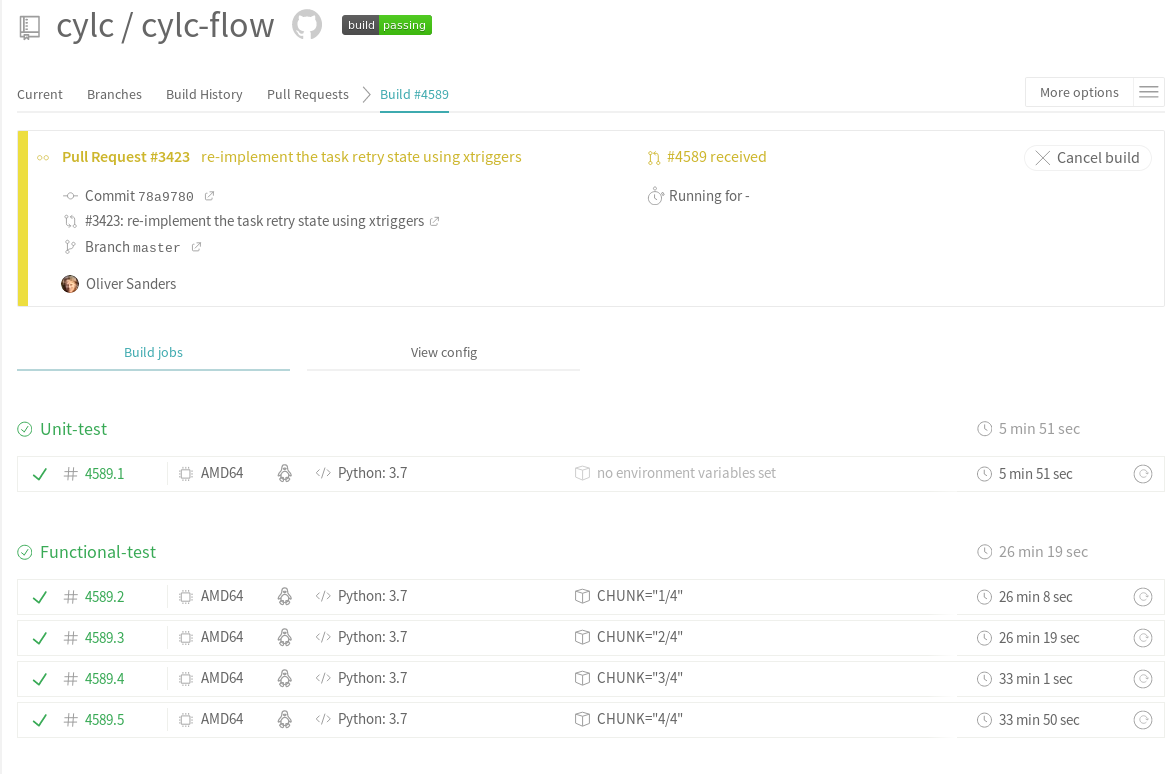 cylc / cylc-flow build passing
Current Branches Build History Pull Requests Build #4589 More options
Pull Request #3423 re-implement the task retry state using xtriggers #4589 received Cancel build
Commit 78a9780 Running for -
#3423: re-implement the task retry state using xtriggers
Branch master
Oliver Sanders
Build jobs View config
Unit-test 5 min 51 sec
# 4589.1 AMD64 </> Python: 3.7 no environment variables set 5 min 51 sec
Functional-test 26 min 19 sec
# 4589.2 AMD64 </> Python: 3.7 CHUNK="1/4" 26 min 8 sec
# 4589.3 AMD64 </> Python: 3.7 CHUNK="2/4" 26 min 19 sec
# 4589.4 AMD64 </> Python: 3.7 CHUNK="3/4" 33 min 1 sec
# 4589.5 AMD64 </> Python: 3.7 CHUNK="4/4" 33 min 50 sec